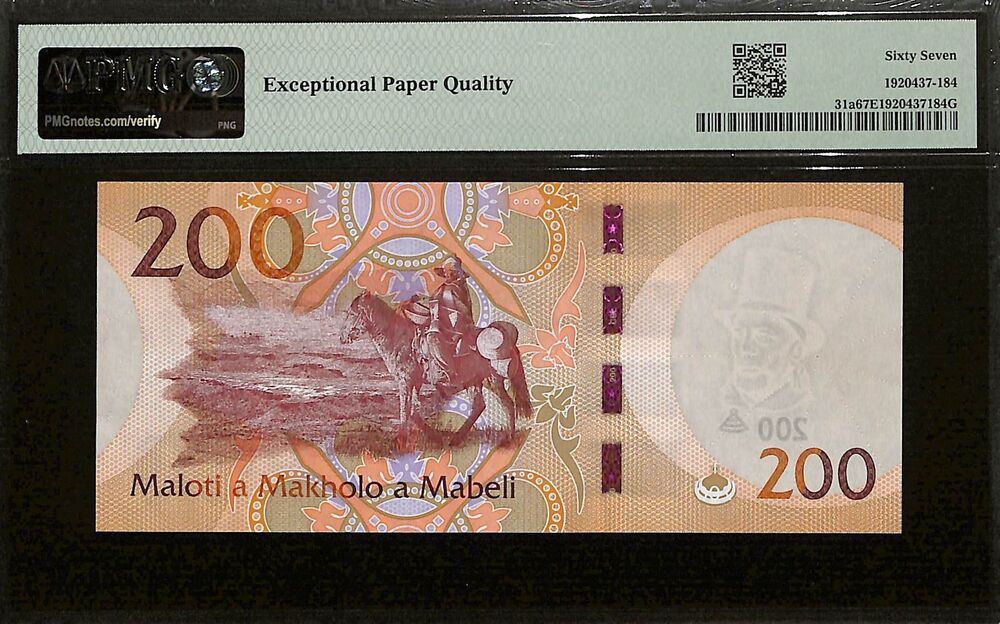 PMG
PMGnotes.com/verify
PNG
Exceptional Paper Quality
Sixty Seven
1920437-184
31a67E1920437184G
200
Maloti a Makholo a Mabeli
200
200